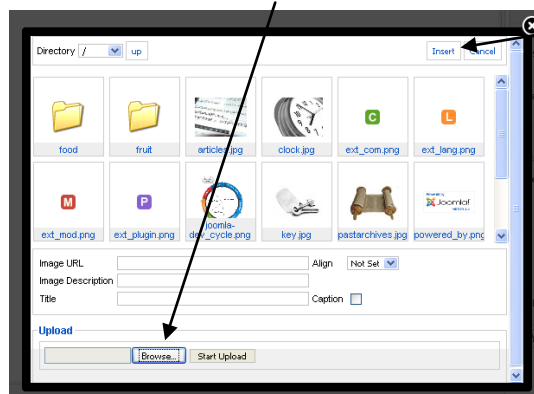 Directory / up Insert Cancel
food fruit articles.jpg clock.jpg ext_com.png ext_lang.png
C L
M P
Joomla!
ext_mod.png ext_plugin.png joomla-dev_cycle.png key.jpg pastarchives.jpg powered_by.png
Image URL Align Not Set
Image Description
Title Caption
Upload
Browse... Start Upload